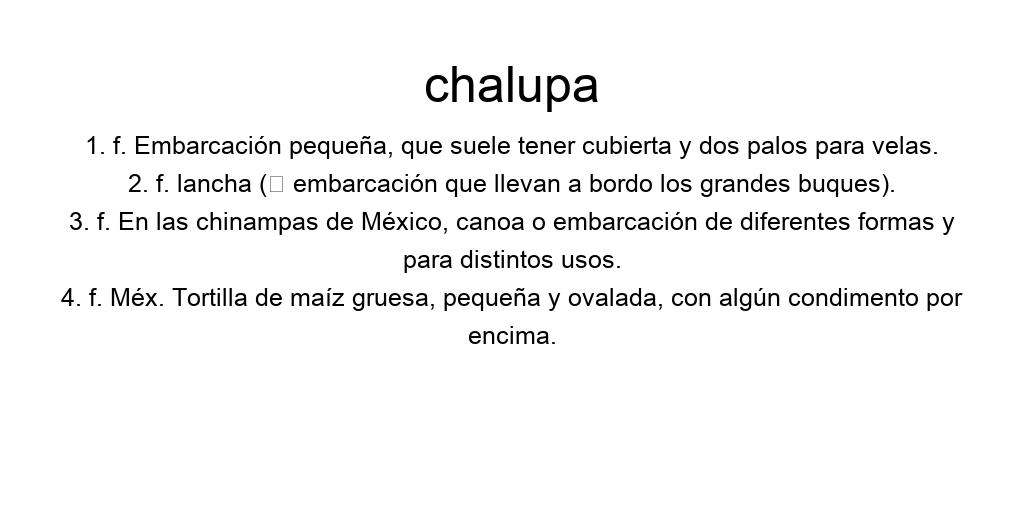 chalupa
1. f. Embarcación pequeña, que suele tener cubierta y dos palos para velas.
2. f. lancha (□ embarcación que llevan a bordo los grandes buques).
3. f. En las chinampas de México, canoa o embarcación de diferentes formas y
para distintos usos.
4. f. Méx. Tortilla de maíz gruesa, pequeña y ovalada, con algún condimento por
encima.